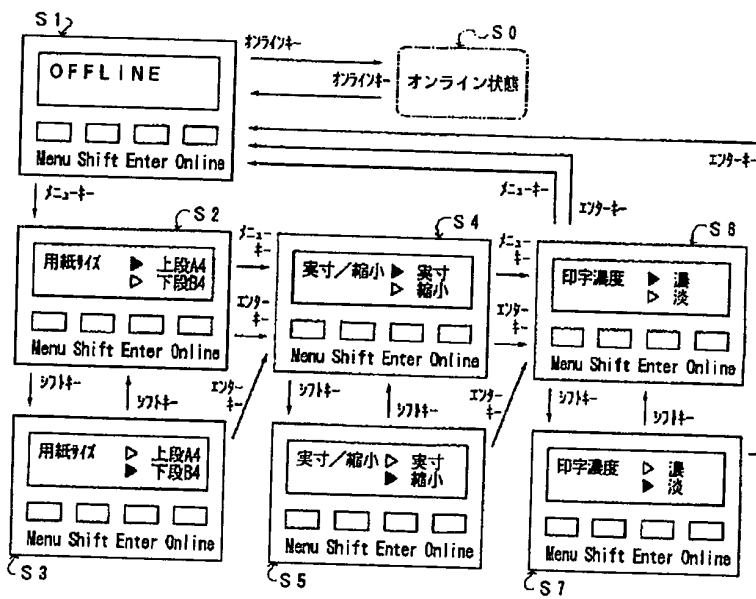 S1
オンラインキー
S0
OFFLINE
オンラインキー
オンライン状態
Menu Shift Enter Online
エンターキー
メニューキー
メニューキー
エンターキー
S2
S4
S6
用紙サイズ ▶ 上段A4
▷ 下段B4
Menu Shift Enter Online
メニューキー
エンターキー
実寸/縮小 ▶ 実寸
▷ 縮小
Menu Shift Enter Online
メニューキー
エンターキー
印字濃度 ▶ 濃
▷ 淡
Menu Shift Enter Online
シフトキー
シフトキー
エンターキー
シフトキー
シフトキー
エンターキー
シフトキー
シフトキー
用紙サイズ ▷ 上段A4
▶ 下段B4
Menu Shift Enter Online
実寸/縮小 ▷ 実寸
▶ 縮小
Menu Shift Enter Online
印字濃度 ▷ 濃
▶ 淡
Menu Shift Enter Online
S3
S5
S7